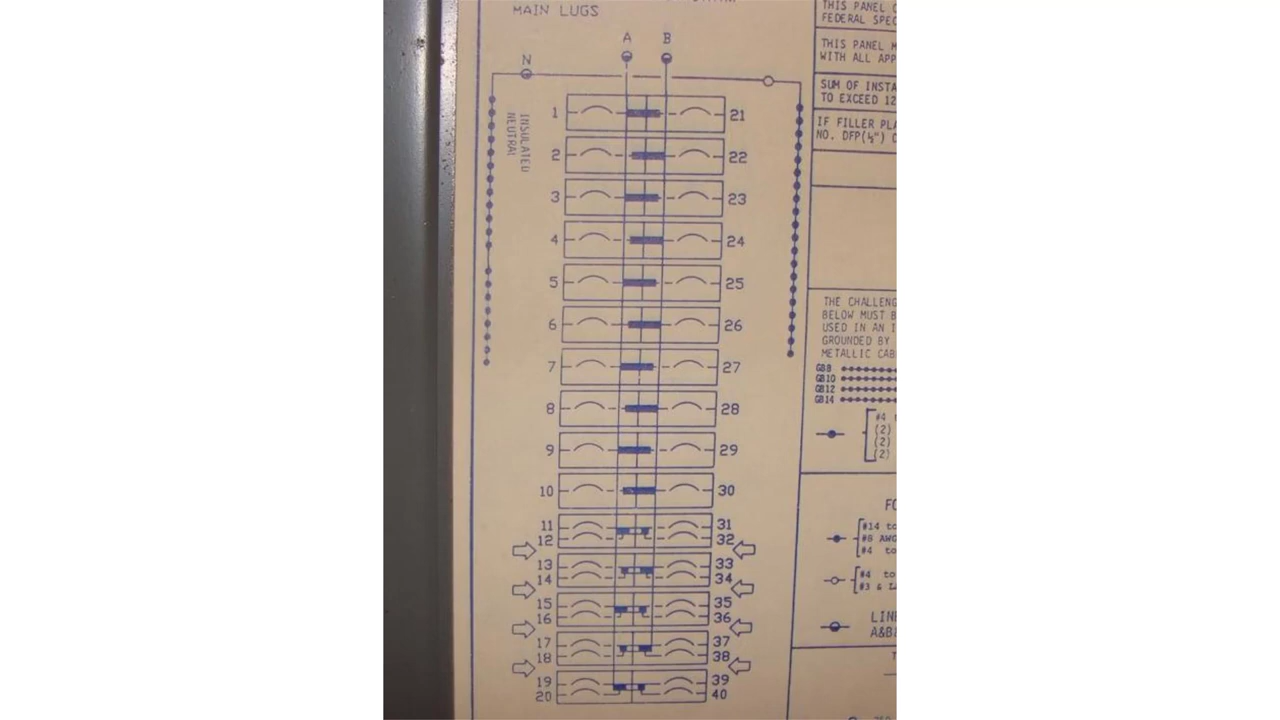 MAIN LUGS
A B
N
INSULATED
NEUTRAL
1 21
2 22
3 23
4 24
5 25
6 26
7 27
8 28
9 29
10 30
11 31
12 32
13 33
14 34
15 35
16 36
17 37
18 38
19 39
20 40
THIS PANEL
FEDERAL SPEC
THIS PANEL
WITH ALL APP
SUM OF INSTA
TO EXCEED 12
IF FILLER PLA
NO. DFP(½")
THE CHALLENG
BELOW MUST B
USED IN AN I
GROUNDED BY
METALLIC CAB
GB8
GB10
GB12
GB14
#4
(2)
(2)
(2)
FO
#14 to
#8 AWG
#4 to
#4 to
#3 &
LINE
A&B